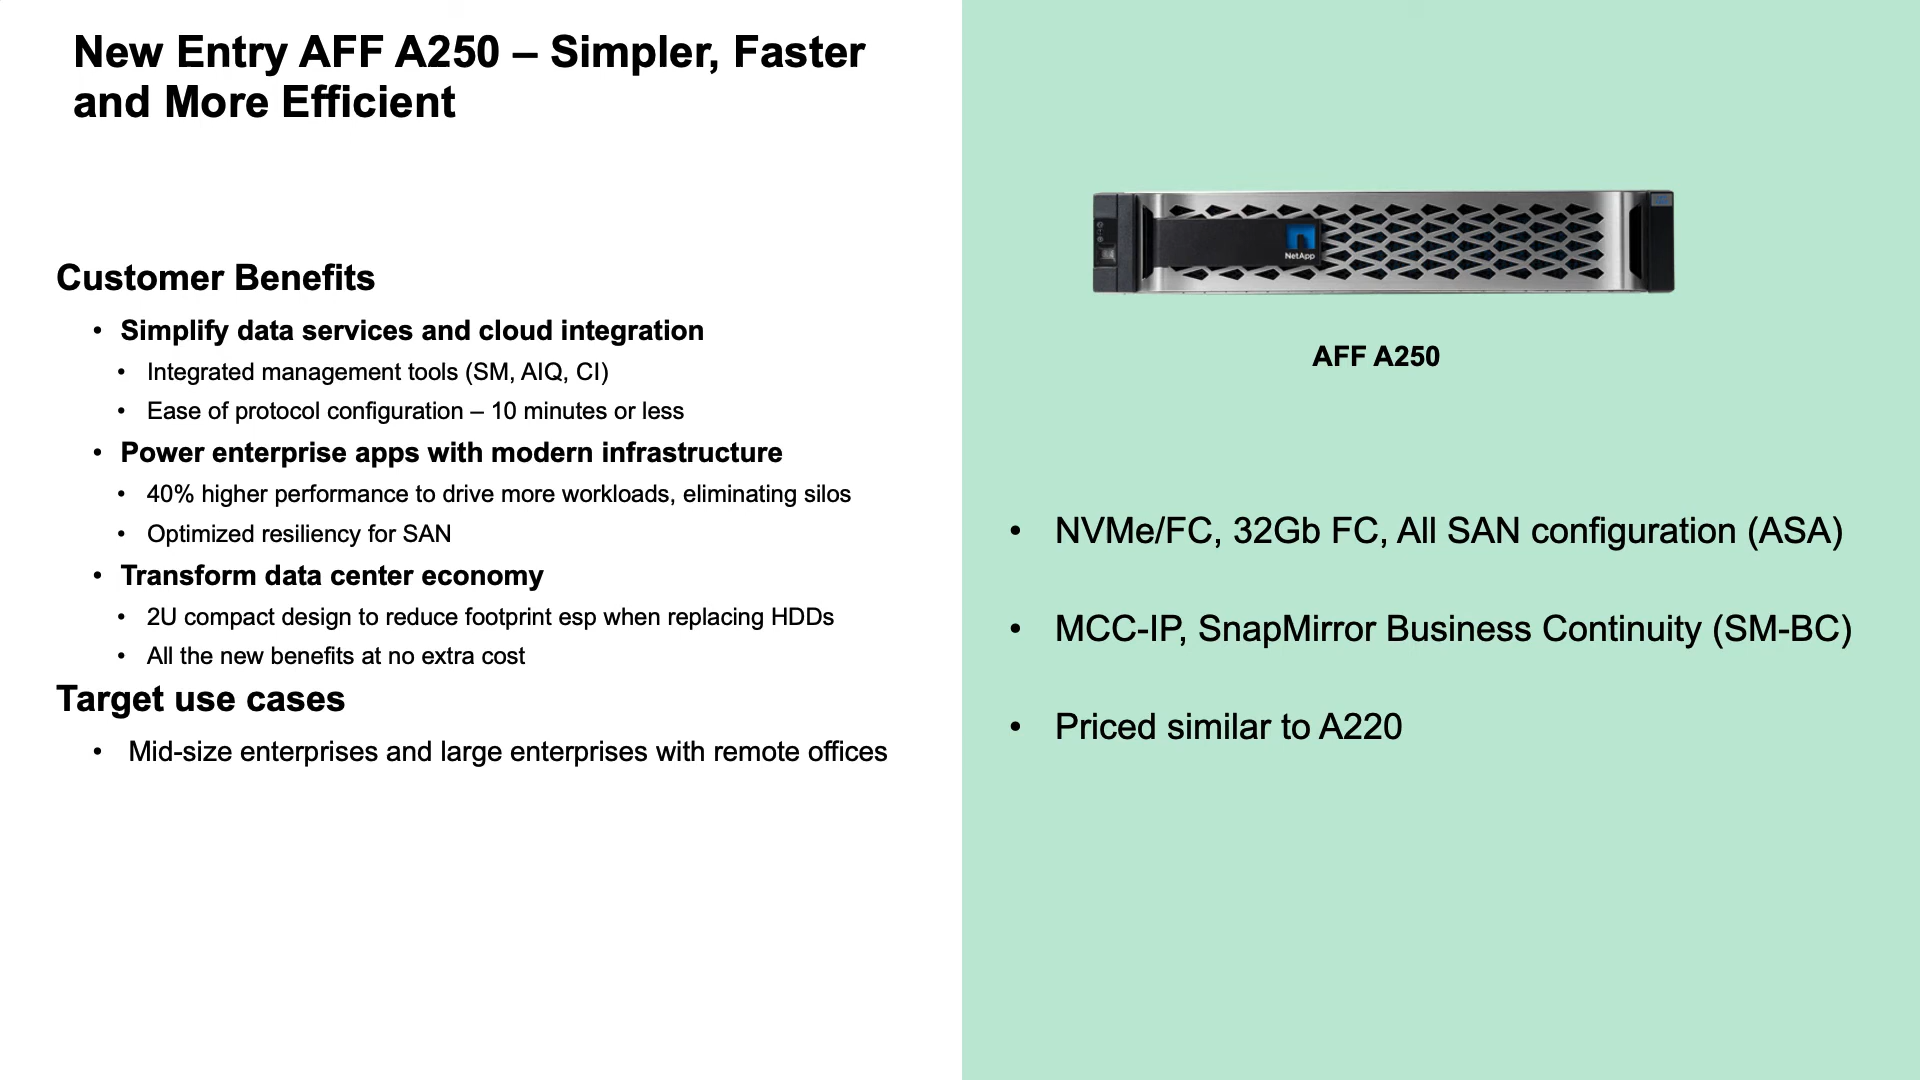 New Entry AFF A250 – Simpler, Faster
and More Efficient
Customer Benefits
• Simplify data services and cloud integration
• Integrated management tools (SM, AIQ, CI)
• Ease of protocol configuration – 10 minutes or less
• Power enterprise apps with modern infrastructure
• 40% higher performance to drive more workloads, eliminating silos
• Optimized resiliency for SAN
• Transform data center economy
• 2U compact design to reduce footprint esp when replacing HDDs
• All the new benefits at no extra cost
Target use cases
• Mid-size enterprises and large enterprises with remote offices
NetApp
AFF A250
• NVMe/FC, 32Gb FC, All SAN configuration (ASA)
• MCC-IP, SnapMirror Business Continuity (SM-BC)
• Priced similar to A220